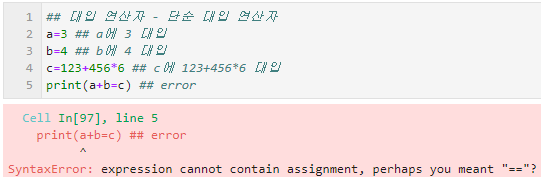 1 ## 대입 연산자 - 단순 대입 연산자
2 a=3 ## a에 3 대입
3 b=4 ## b에 4 대입
4 c=123+456*6 ## c에 123+456*6 대입
5 print(a+b=c) ## error
Cell In[97], line 5
print(a+b=c) ## error
^
SyntaxError: expression cannot contain assignment, perhaps you meant "=="?